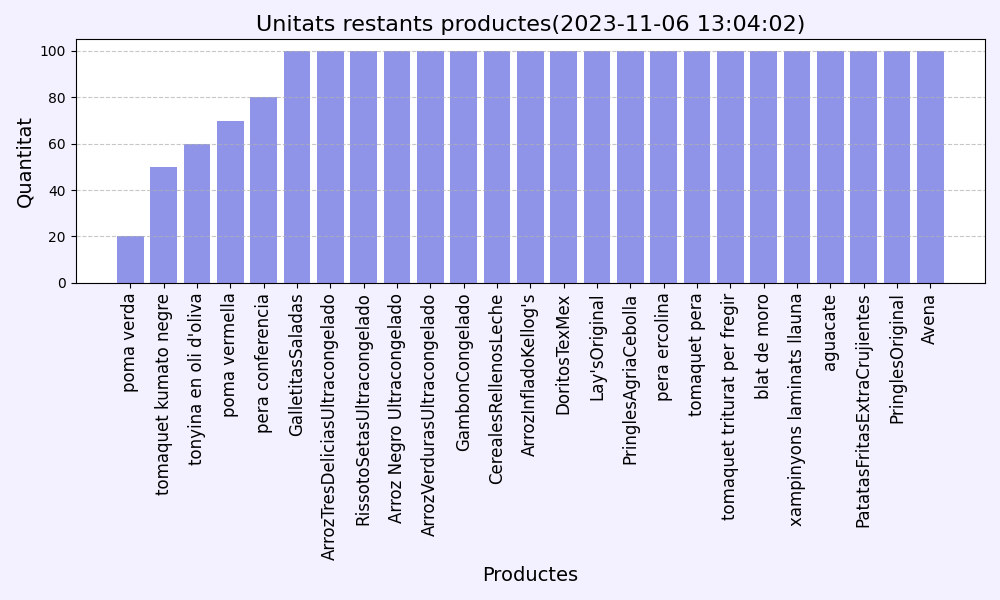 Unitats restants productes(2023-11-06 13:04:02)
Quantitat
100
80
60
40
20
0
poma verda
tomaquet kumato negre
tonyina en oli d'oliva
poma vermella
pera conferencia
GalletitasSaladas
ArrozTresDeliciasUltracongelado
RissotoSetasUltracongelado
Arroz Negro Ultracongelado
ArrozVerdurasUltracongelado
GambonCongelado
CerealesRellenosLeche
ArrozInfladoKellog's
DoritosTexMex
Lay'sOriginal
PringlesAgriaCebolla
pera ercolina
tomaquet pera
tomaquet triturat per fregir
blat de moro
xampinyons laminats llauna
aguacate
PatatasFritasExtraCrujientes
PringlesOriginal
Avena
Productes